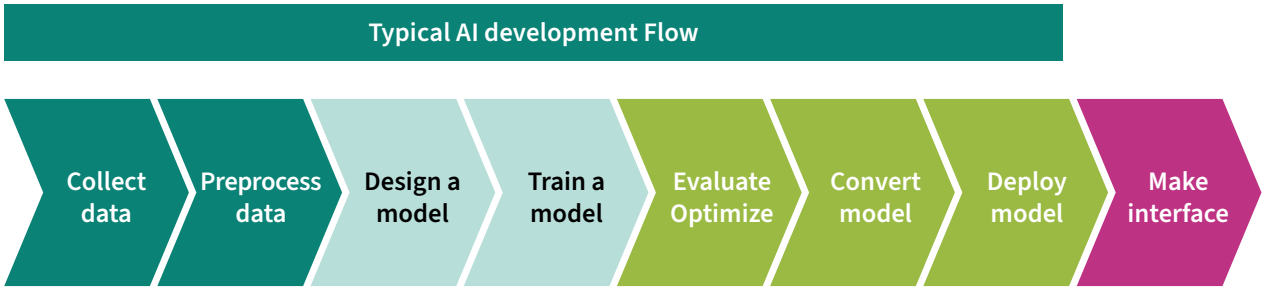 Typical AI development Flow
Collect
data
Preprocess
data
Design a
model
Train a
model
Evaluate
Optimize
Convert
model
Deploy
model
Make
interface